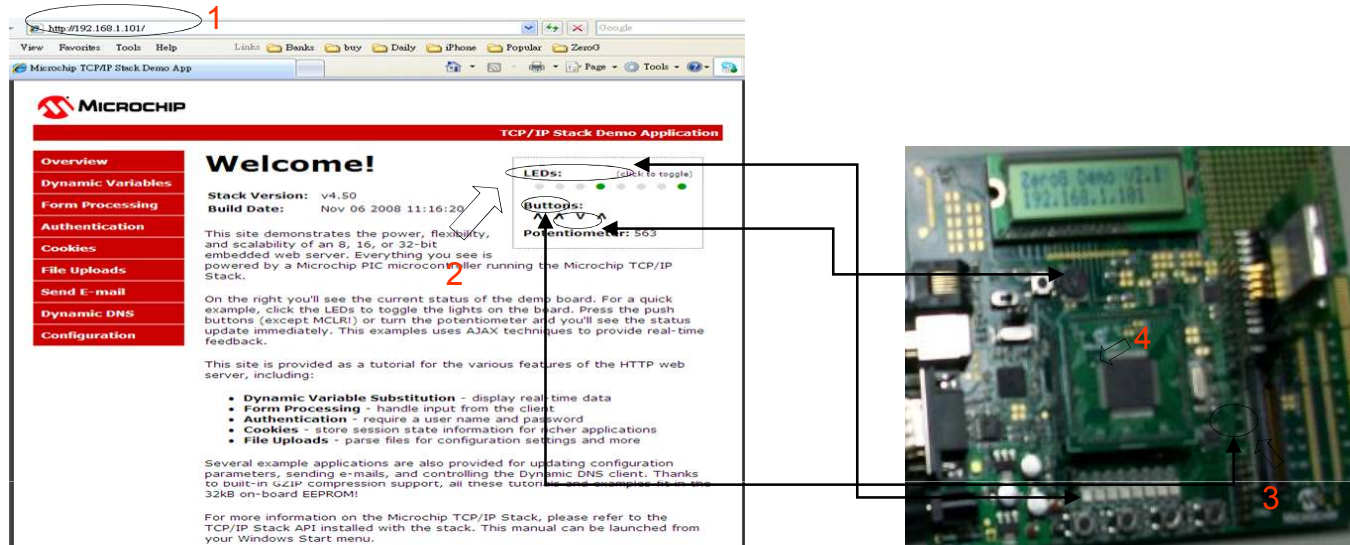 1
http://192.168.1.101/
Google
View Favorites Tools Help Links Banks buy Daily iPhone Popular ZeroG
Microchip TCP/IP Stack Demo App Page Tools
MICROCHIP
TCP/IP Stack Demo Application
Overview
Dynamic Variables
Form Processing
Authentication
Cookies
File Uploads
Send E-mail
Dynamic DNS
Configuration
Welcome!
Stack Version: v4.50
Build Date: Nov 06 2008 11:16:20
LEDs: (click to toggle)
Buttons:
Λ Λ V Λ
Potentiometer: 563
2
This site demonstrates the power, flexibility,
and scalability of an 8, 16, or 32-bit
embedded web server. Everything you see is
powered by a Microchip PIC microcontroller running the Microchip TCP/IP
Stack.
On the right you'll see the current status of the demo board. For a quick
example, click the LEDs to toggle the lights on the board. Press the push
buttons (except MCLR!) or turn the potentiometer and you'll see the status
update immediately. This examples uses AJAX techniques to provide real-time
feedback.
This site is provided as a tutorial for the various features of the HTTP web
server, including:
• Dynamic Variable Substitution - display real-time data
• Form Processing - handle input from the client
• Authentication - require a user name and password
• Cookies - store session state information for richer applications
• File Uploads - parse files for configuration settings and more
Several example applications are also provided for updating configuration
parameters, sending e-mails, and controlling the Dynamic DNS client. Thanks
to built-in GZIP compression support, all these tutorials and examples fit in the
32kB on-board EEPROM!
For more information on the Microchip TCP/IP Stack, please refer to the
TCP/IP Stack API installed with the stack. This manual can be launched from
your Windows Start menu.
ZeroG Demo v2.1
192.168.1.101
4
3